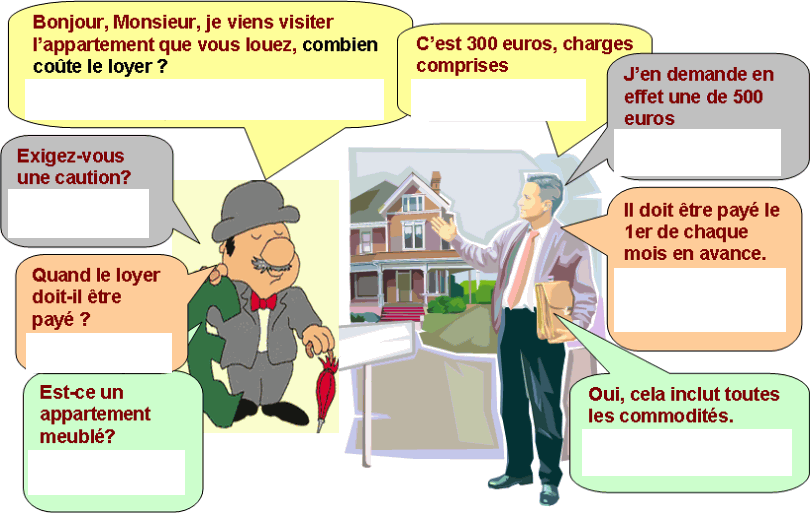 Bonjour, Monsieur, je viens visiter
l'appartement que vous louez, combien
coûte le loyer ?
C'est 300 euros, charges
comprises
Exigez-vous
une caution?
J'en demande en
effet une de 500
euros
Quand le loyer
doit-il être
payé ?
Il doit être payé le
1er de chaque
mois en avance.
Est-ce un
appartement
meublé?
Oui, cela inclut toutes
les commodités.